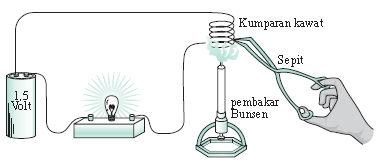 Kumparan kawat
Sepit
1,5
Volt
pembakar
Bunsen